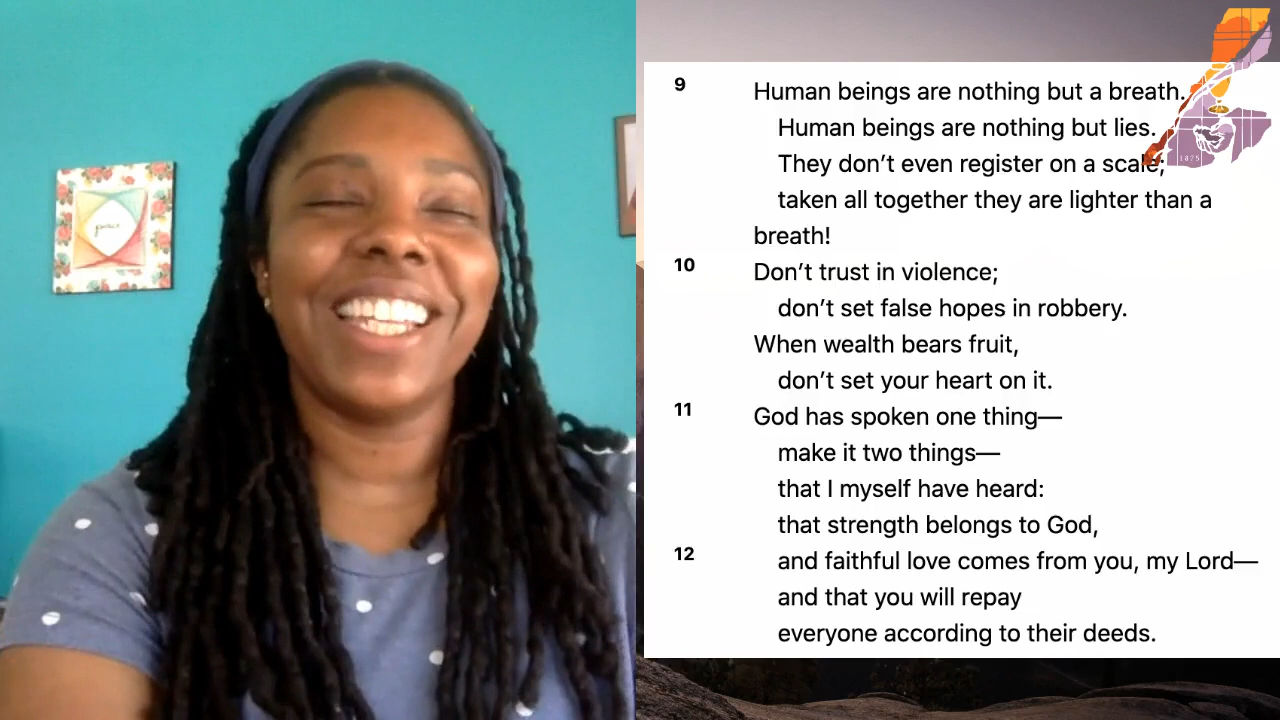 peace
9 Human beings are nothing but a breath.
Human beings are nothing but lies.
They don’t even register on a scale;
taken all together they are lighter than a
breath!
10 Don’t trust in violence;
don’t set false hopes in robbery.
When wealth bears fruit,
don’t set your heart on it.
11 God has spoken one thing—
make it two things—
that I myself have heard:
that strength belongs to God,
12 and faithful love comes from you, my Lord—
and that you will repay
everyone according to their deeds.
1875